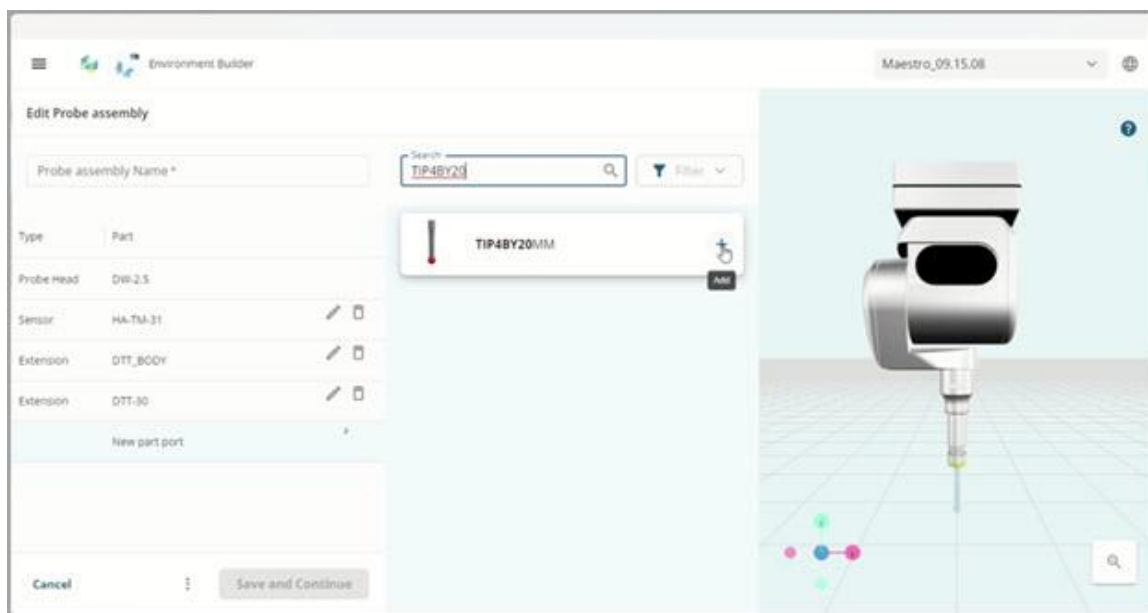 Environment Builder
Maestro_09.15.08
Edit Probe assembly
Probe assembly Name *
Search
TIP4BY20
Filter
TIP4BY20MM
Add
Type Part
Probe Head DW-2.5
Sensor HA-TM-31
Extension DTT_BODY
Extension DTT-30
New part port
Cancel
Save and Continue